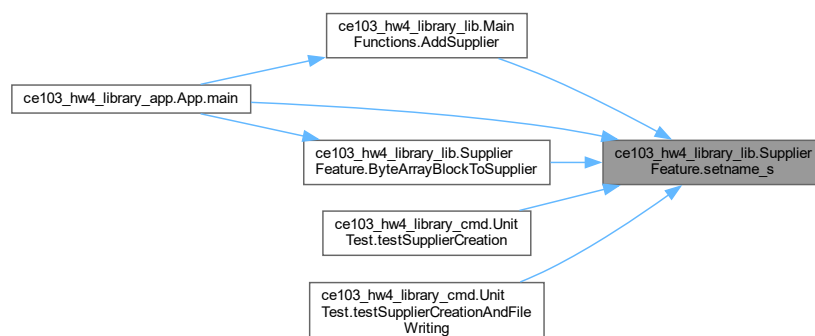 ce103_hw4_library_lib.Main
Functions.AddSupplier
ce103_hw4_library_app.App.main
ce103_hw4_library_lib.Supplier
Feature.ByteArrayBlockToSupplier
ce103_hw4_library_lib.Supplier
Feature.setname_s
ce103_hw4_library_cmd.Unit
Test.testSupplierCreation
ce103_hw4_library_cmd.Unit
Test.testSupplierCreationAndFile
Writing